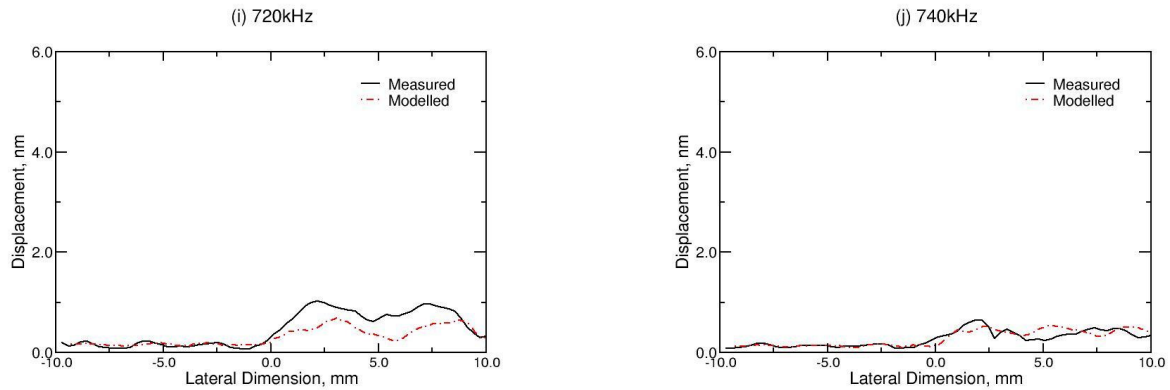 (i) 720kHz
6.0
4.0
2.0
0.0
-10.0 -5.0 0.0 5.0 10.0
Displacement, nm
Lateral Dimension, mm
Measured
Modelled
(j) 740kHz
6.0
4.0
2.0
0.0
-10.0 -5.0 0.0 5.0 10.0
Displacement, nm
Lateral Dimension, mm
Measured
Modelled